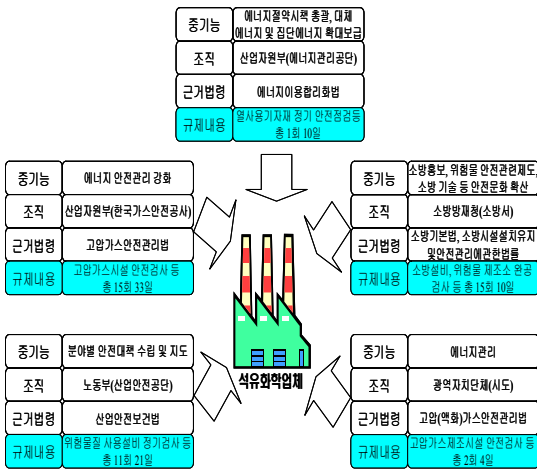 중기능
에너지절약시책 총괄, 대체
에너지 및 집단에너지 확대보급
조직
산업자원부(에너지관리공단)
근거법령
에너지이용합리화법
규제내용
열사용기자재 정기 안전점검등
총 1회 10일
중기능
에너지 안전관리 강화
조직
산업자원부(한국가스안전공사)
근거법령
고압가스안전관리법
규제내용
고압가스시설 안전검사 등
총 15회 33일
중기능
소방홍보, 위험물 안전관련제도,
소방 기술 등 안전문화 확산
조직
소방방재청(소방서)
근거법령
소방기본법, 소방시설설치유지
및안전관리에관한법률
규제내용
소방설비, 위험물 제조소 완공
검사 등 총 15회 10일
석유화학업체
중기능
분야별 안전대책 수립 및 지도
조직
노동부(산업안전공단)
근거법령
산업안전보건법
규제내용
위험물질 사용설비 정기검사 등
총 11회 21일
중기능
에너지관리
조직
광역자치단체(시도)
근거법령
고압(액화)가스안전관리법
규제내용
고압가스제조시설 안전검사 등
총 2회 4일